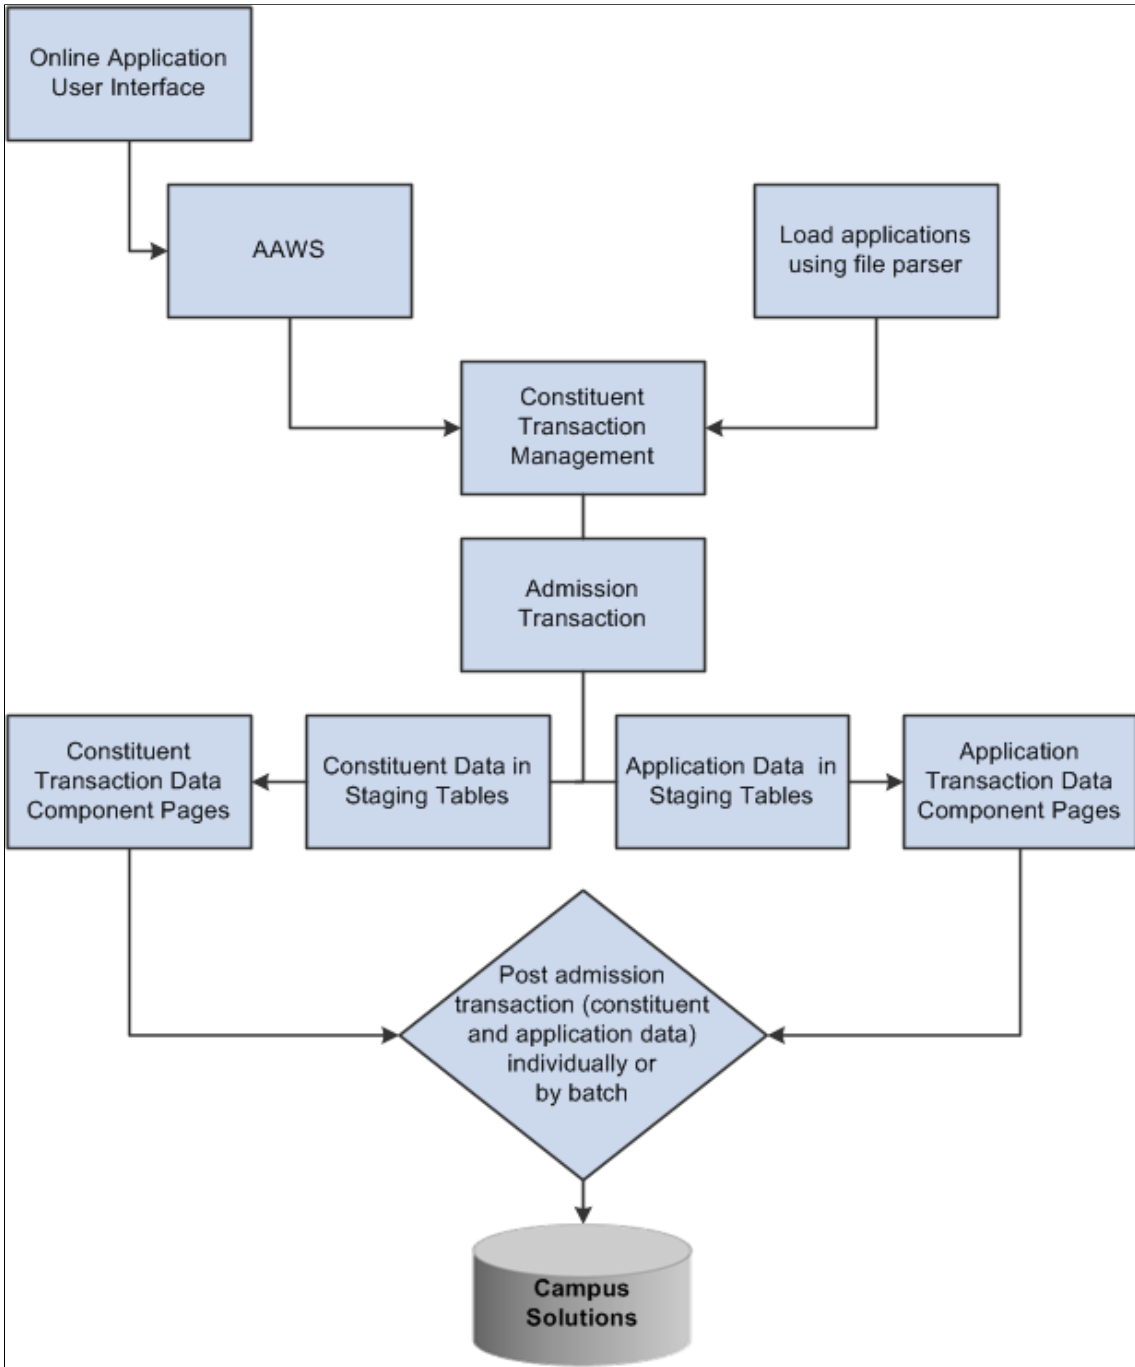 Online Application
User Interface
AAWS
Load applications
using file parser
Constituent
Transaction
Management
Admission
Transaction
Constituent
Transaction Data
Component Pages
Constituent Data in
Staging Tables
Application Data in
Staging Tables
Application
Transaction Data
Component Pages
Post admission
transaction (constituent
and application data)
individually or
by batch
Campus
Solutions